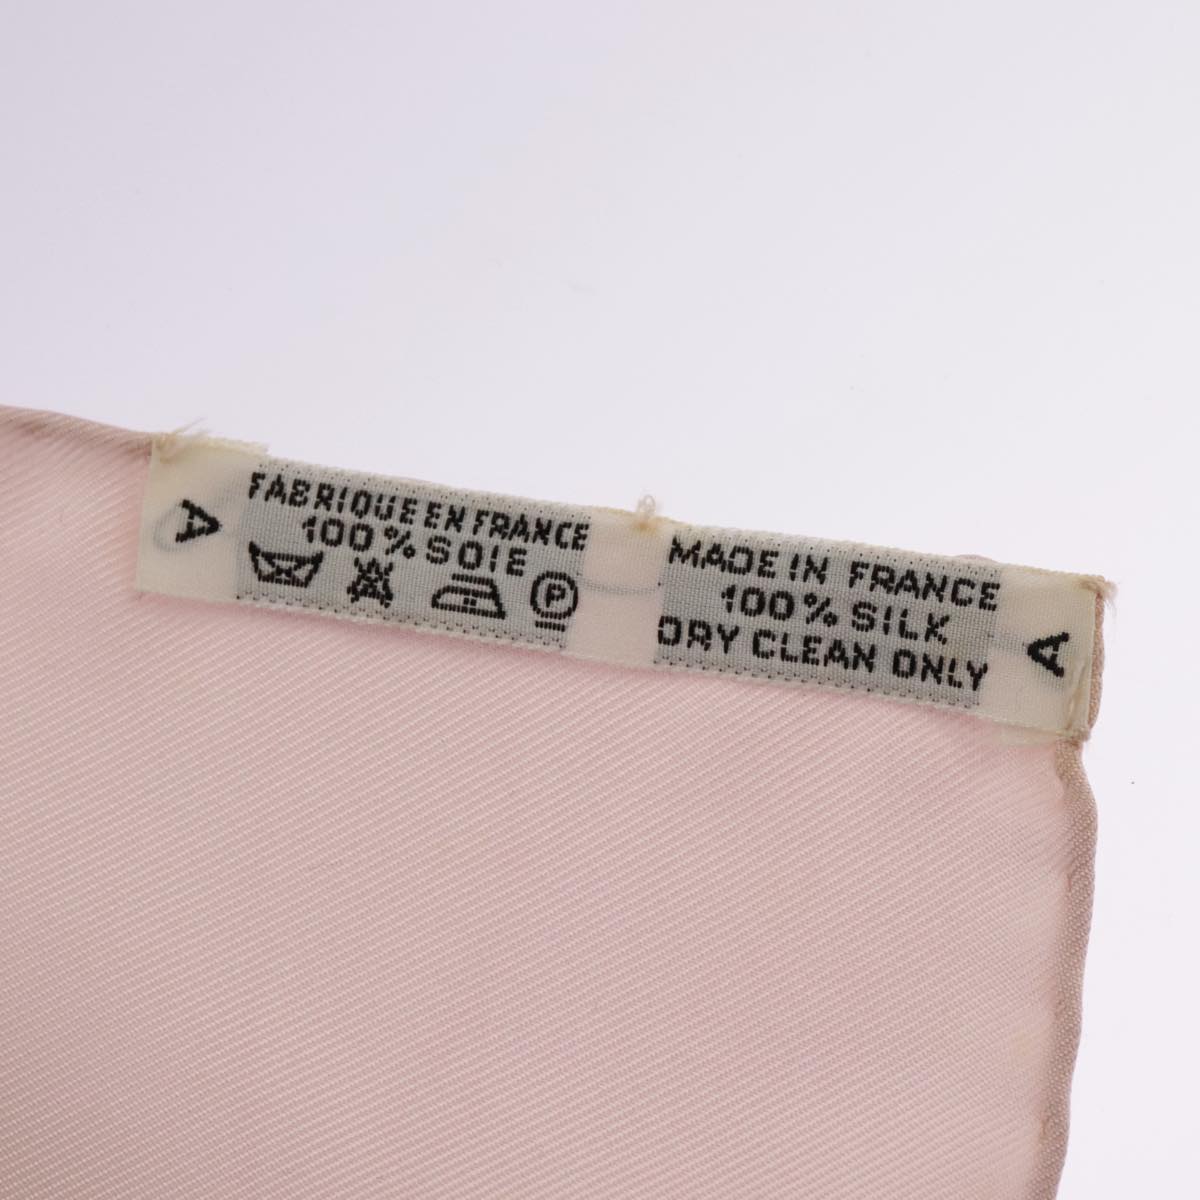 A
FABRIQUE EN FRANCE
100% SOIE
P
MADE IN FRANCE
100% SILK
DRY CLEAN ONLY
A